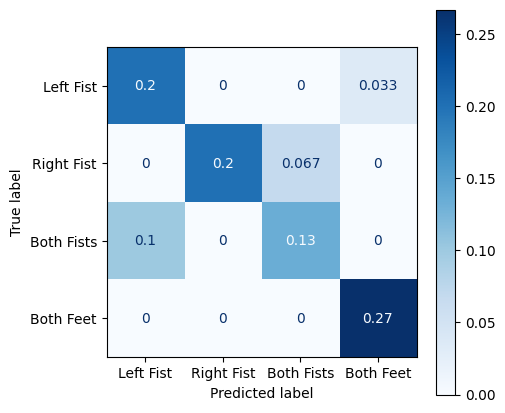 Left Fist 0.2 0 0 0.033
Right Fist 0 0.2 0.067 0
Both Fists 0.1 0 0.13 0
Both Feet 0 0 0 0.27
Left Fist Right Fist Both Fists Both Feet
Predicted label
True label
0.25
0.20
0.15
0.10
0.05
0.00